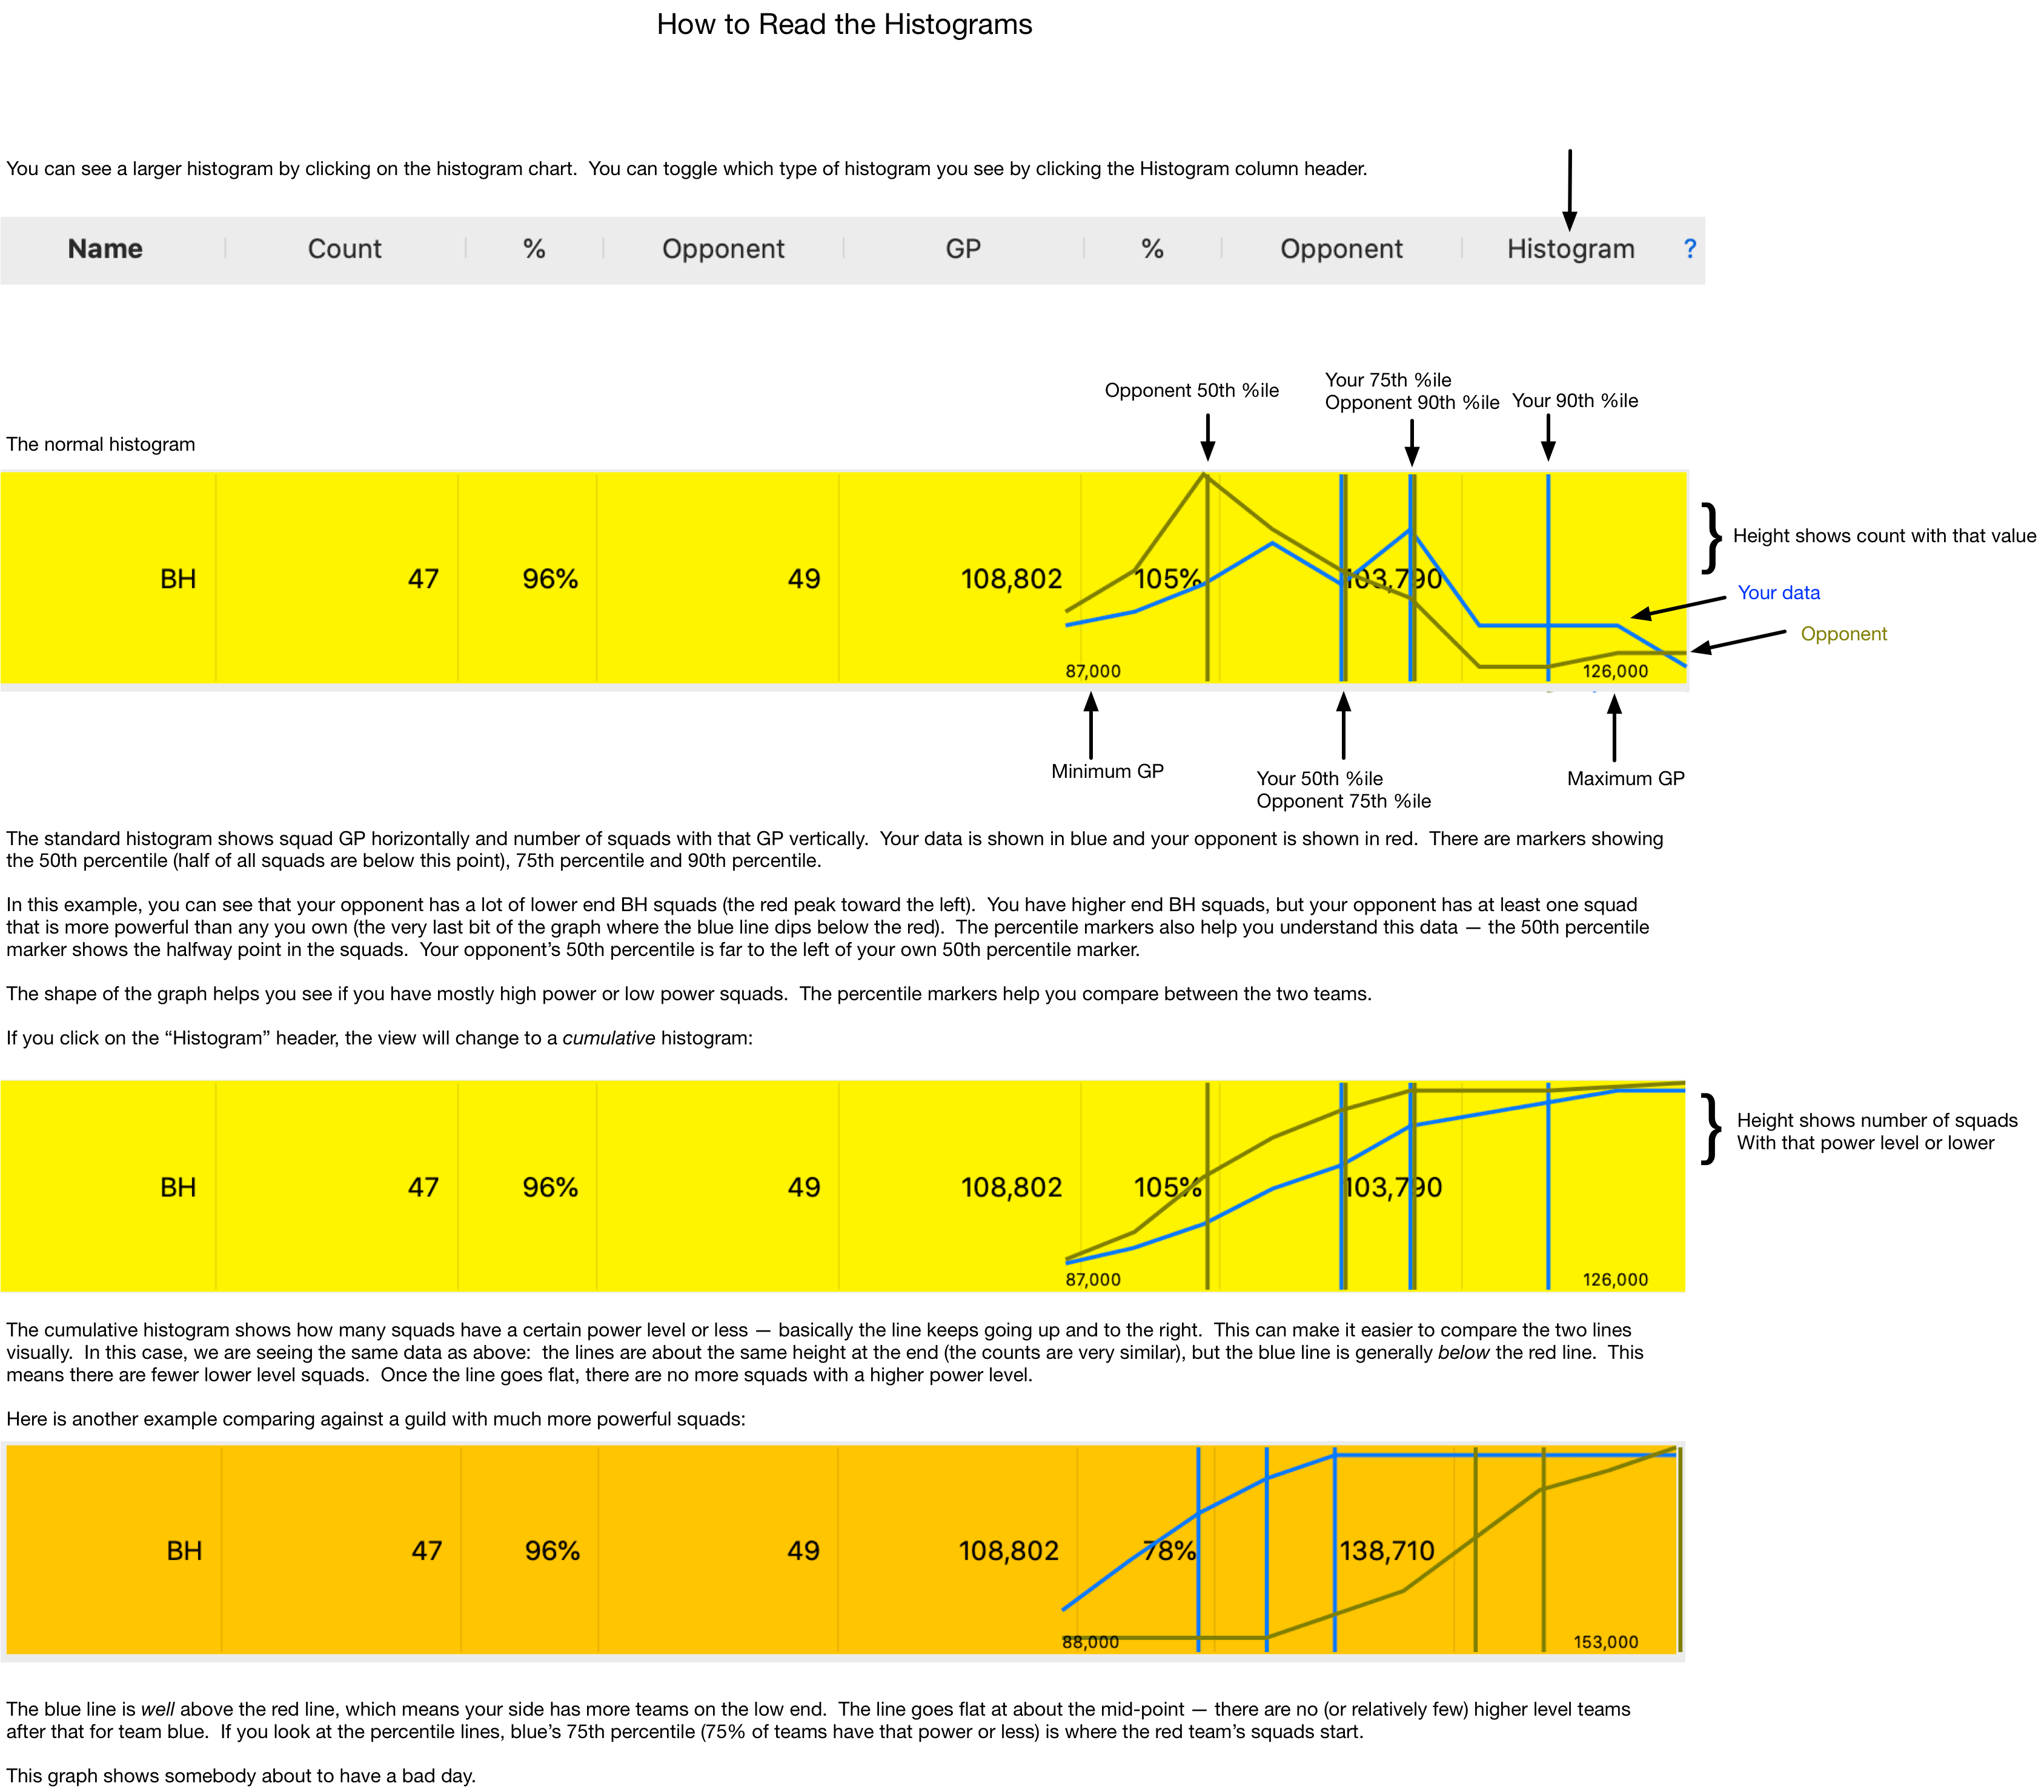 How to Read the Histograms
You can see a larger histogram by clicking on the histogram chart.  You can toggle which type of histogram you see by clicking the Histogram column header.
Name Count % Opponent GP % Opponent Histogram ?
Opponent 50th %ile
Your 75th %ile
Opponent 90th %ile
Your 90th %ile
The normal histogram
BH 47 96% 49 108,802 105% 103,790
87,000 126,000
} Height shows count with that value
Your data
Opponent
Minimum GP
Your 50th %ile
Opponent 75th %ile
Maximum GP
The standard histogram shows squad GP horizontally and number of squads with that GP vertically.  Your data is shown in blue and your opponent is shown in red.  There are markers showing
the 50th percentile (half of all squads are below this point), 75th percentile and 90th percentile.
In this example, you can see that your opponent has a lot of lower end BH squads (the red peak toward the left).  You have higher end BH squads, but your opponent has at least one squad
that is more powerful than any you own (the very last bit of the graph where the blue line dips below the red).  The percentile markers also help you understand this data — the 50th percentile
marker shows the halfway point in the squads.  Your opponent’s 50th percentile is far to the left of your own 50th percentile marker.
The shape of the graph helps you see if you have mostly high power or low power squads.  The percentile markers help you compare between the two teams.
If you click on the “Histogram” header, the view will change to a cumulative histogram:
BH 47 96% 49 108,802 105% 103,790
87,000 126,000
} Height shows number of squads
With that power level or lower
The cumulative histogram shows how many squads have a certain power level or less — basically the line keeps going up and to the right.  This can make it easier to compare the two lines
visually.  In this case, we are seeing the same data as above:  the lines are about the same height at the end (the counts are very similar), but the blue line is generally below the red line.  This
means there are fewer lower level squads.  Once the line goes flat, there are no more squads with a higher power level.
Here is another example comparing against a guild with much more powerful squads:
BH 47 96% 49 108,802 78% 138,710
88,000 153,000
The blue line is well above the red line, which means your side has more teams on the low end.  The line goes flat at about the mid-point — there are no (or relatively few) higher level teams
after that for team blue.  If you look at the percentile lines, blue’s 75th percentile (75% of teams have that power or less) is where the red team’s squads start.
This graph shows somebody about to have a bad day.